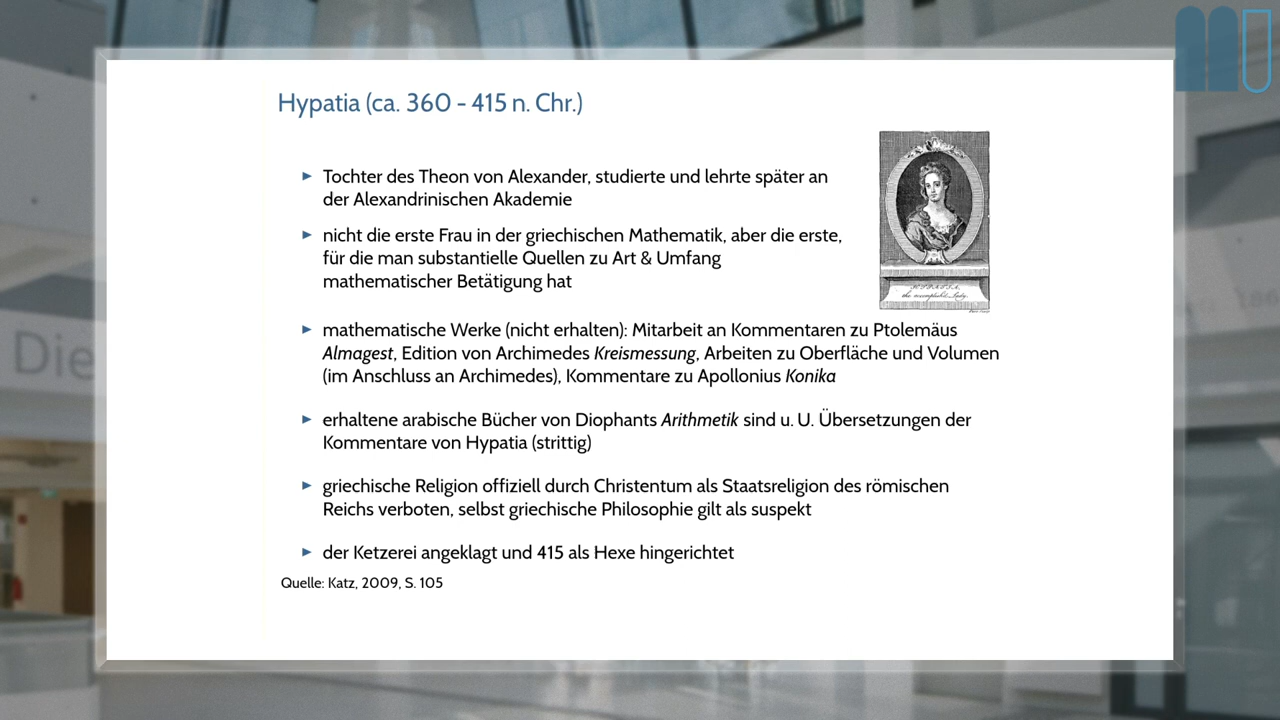 Hypatia (ca. 360 - 415 n. Chr.)
► Tochter des Theon von Alexander, studierte und lehrte später an
der Alexandrinischen Akademie
► nicht die erste Frau in der griechischen Mathematik, aber die erste,
für die man substantielle Quellen zu Art & Umfang
mathematischer Betätigung hat
HYPATIA,
the accomplish'd Lady.
► mathematische Werke (nicht erhalten): Mitarbeit an Kommentaren zu Ptolemäus
Almagest, Edition von Archimedes Kreismessung, Arbeiten zu Oberfläche und Volumen
(im Anschluss an Archimedes), Kommentare zu Apollonius Konika
► erhaltene arabische Bücher von Diophants Arithmetik sind u. U. Übersetzungen der
Kommentare von Hypatia (strittig)
► griechische Religion offiziell durch Christentum als Staatsreligion des römischen
Reichs verboten, selbst griechische Philosophie gilt als suspekt
► der Ketzerei angeklagt und 415 als Hexe hingerichtet
Quelle: Katz, 2009, S. 105
Die